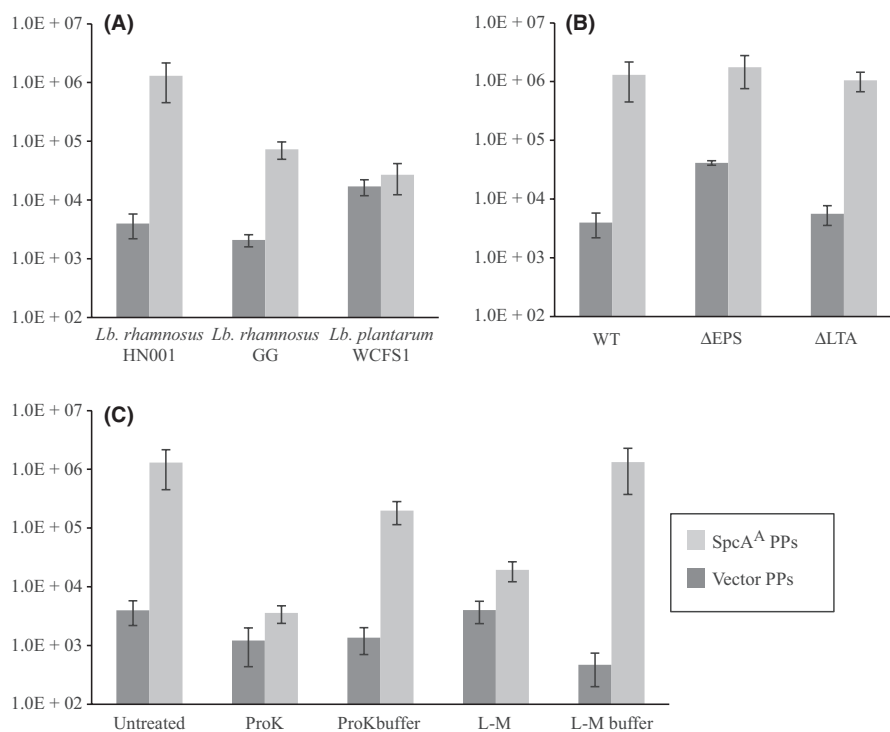 (A)
1.0E + 07
1.0E + 06
1.0E + 05
1.0E + 04
1.0E + 03
1.0E + 02
Lb. rhamnosus HN001
Lb. rhamnosus GG
Lb. plantarum WCFS1
(B)
1.0E + 07
1.0E + 06
1.0E + 05
1.0E + 04
1.0E + 03
1.0E + 02
WT
ΔEPS
ΔLTA
(C)
1.0E + 07
1.0E + 06
1.0E + 05
1.0E + 04
1.0E + 03
1.0E + 02
Untreated
ProK
ProKbuffer
L-M
L-M buffer
SpcA^A PPs
Vector PPs